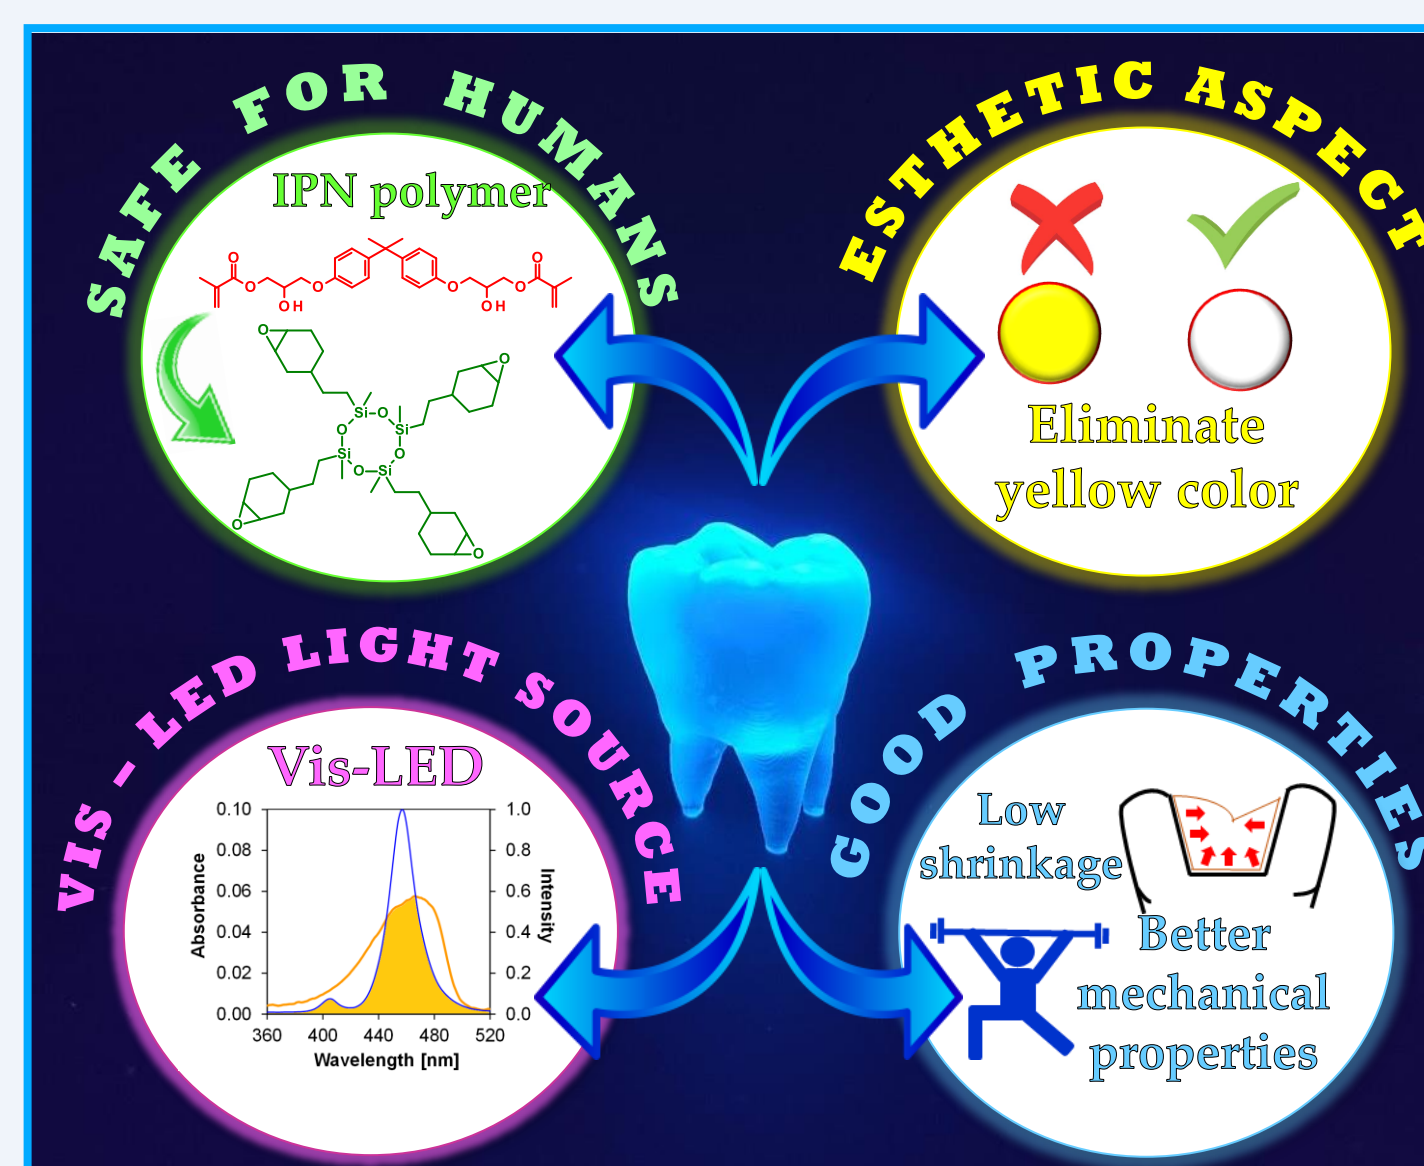 SAFE FOR HUMANS
IPN polymer
O
O
O
O
O
O
OH
OH
O
O
Si
O
O
Si
Si
O
O
Si
O
O
ESTHETIC ASPECT
Eliminate
yellow color
VIS – LED LIGHT SOURCE
Vis-LED
0.10
0.08
0.06
0.04
0.02
0.00
Absorbance
1.0
0.8
0.6
0.4
0.2
0.0
Intensity
360 400 440 480 520
Wavelength [nm]
GOOD PROPERTIES
Low
shrinkage
Better
mechanical
properties